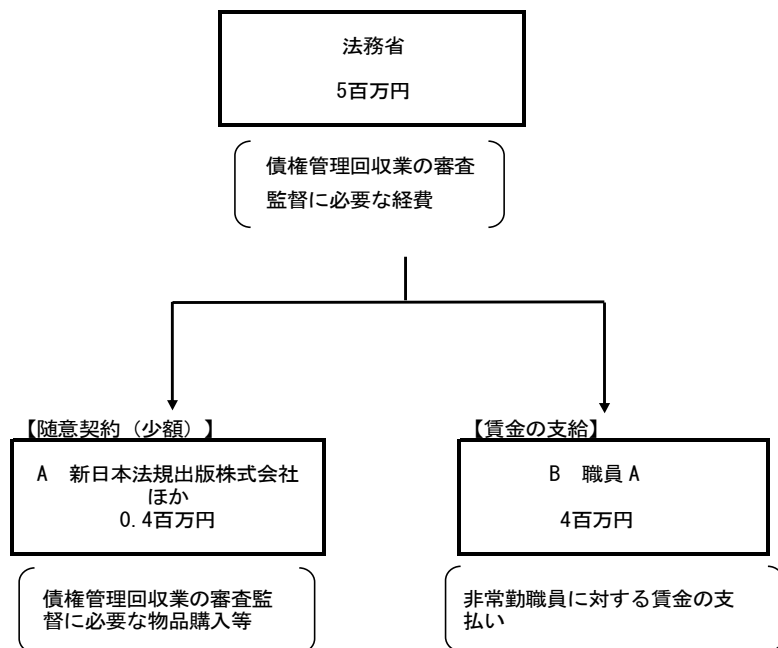 法務省
5百万円
債権管理回収業の審査
監督に必要な経費
【随意契約（少額）】
A　新日本法規出版株式会社
ほか
0.4百万円
債権管理回収業の審査監
督に必要な物品購入等
【賃金の支給】
B　職員A
4百万円
非常勤職員に対する賃金の支
払い